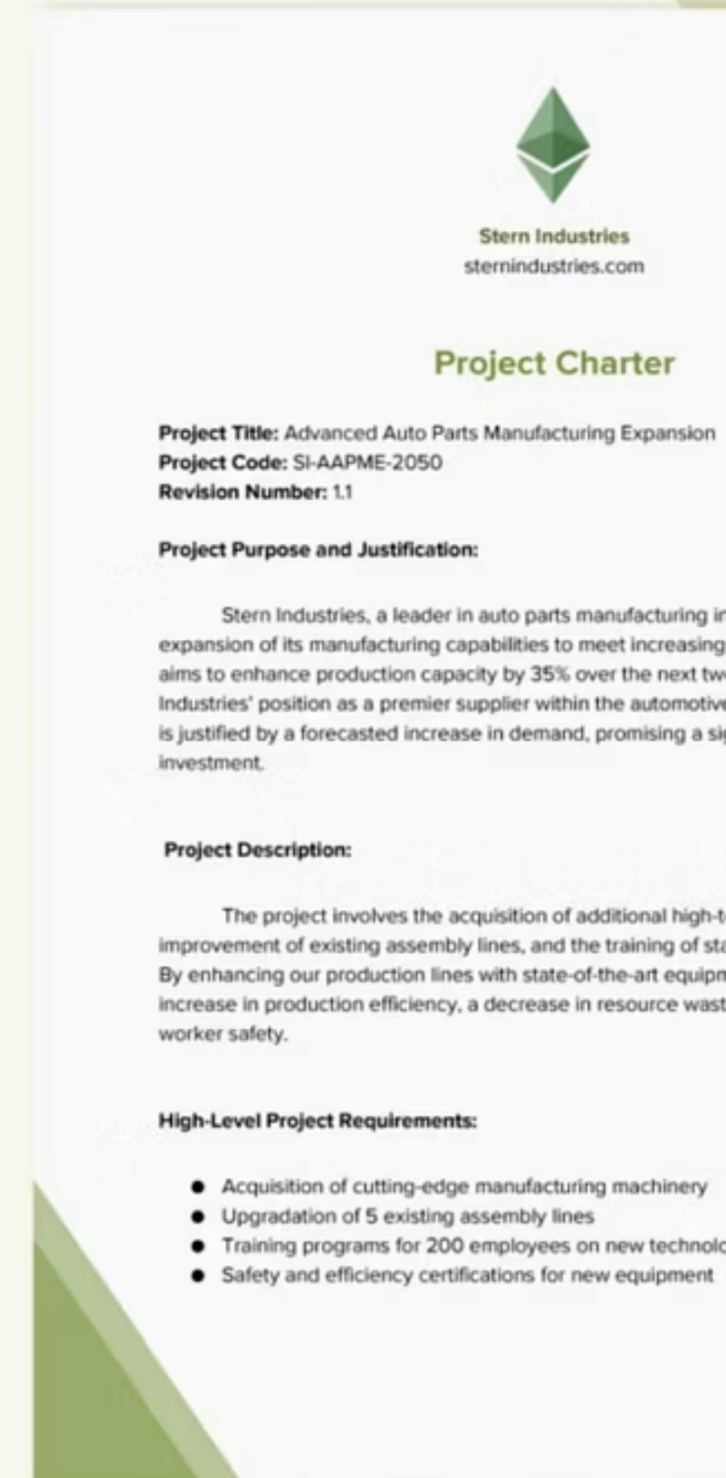 Stern Industries
sternindustries.com
Project Charter
Project Title: Advanced Auto Parts Manufacturing Expansion
Project Code: SI-AAPME-2050
Revision Number: 1.1
Project Purpose and Justification:
Stern Industries, a leader in auto parts manufacturing in
expansion of its manufacturing capabilities to meet increasing
aims to enhance production capacity by 35% over the next
Industries' position as a premier supplier within the automotive
is justified by a forecasted increase in demand, promising a
investment.
Project Description:
The project involves the acquisition of additional
improvement of existing assembly lines, and the training of
By enhancing our production lines with state-of-the-art
increase in production efficiency, a decrease in resource
worker safety.
High-Level Project Requirements:
● Acquisition of cutting-edge manufacturing machinery
● Upgradation of 5 existing assembly lines
● Training programs for 200 employees on new
● Safety and efficiency certifications for new equipment